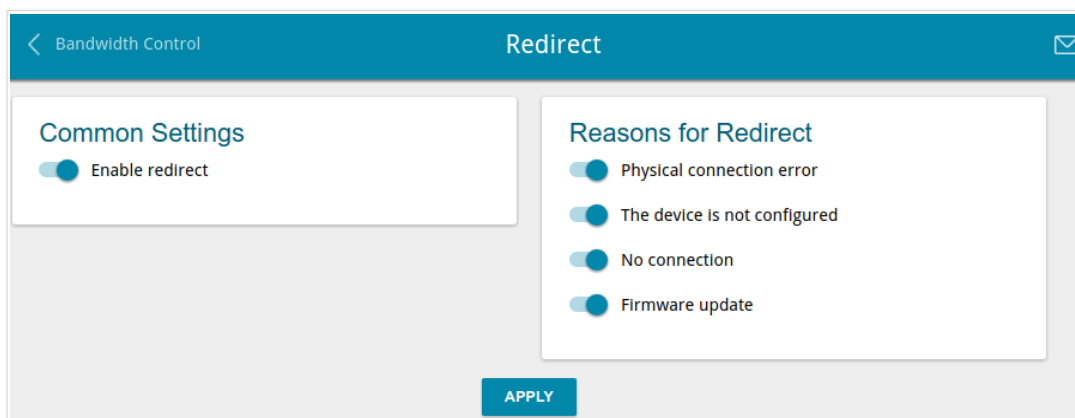 Bandwidth Control
Redirect
Common Settings
Enable redirect
Reasons for Redirect
Physical connection error
The device is not configured
No connection
Firmware update
APPLY